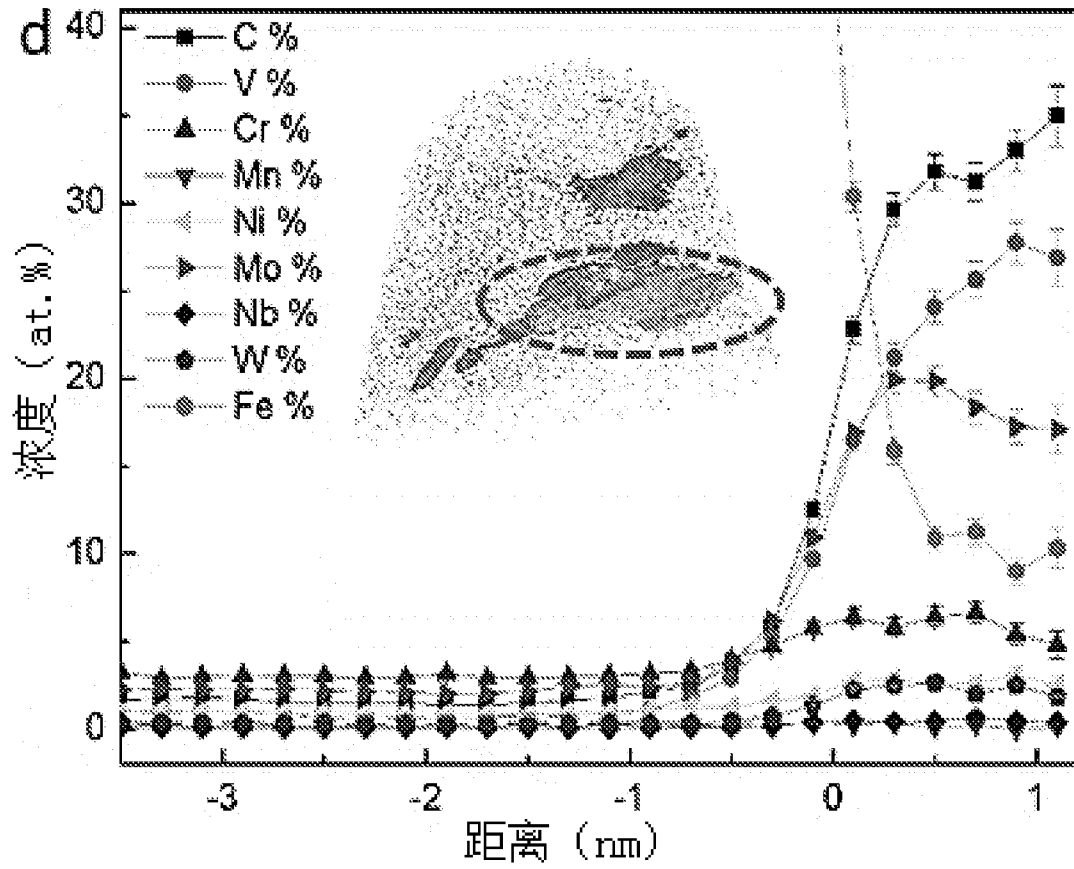 d
C %
V %
Cr %
Mn %
Ni %
Mo %
Nb %
W %
Fe %
浓度 (at.%)
40
30
20
10
0
-3
-2
-1
0
1
距离 (nm)